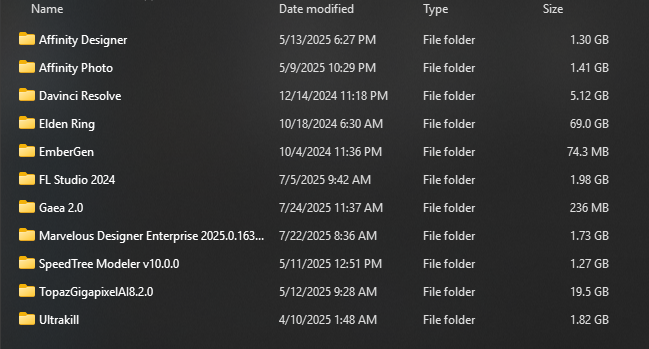 Name Date modified Type Size
Affinity Designer 5/13/2025 6:27 PM File folder 1.30 GB
Affinity Photo 5/9/2025 10:29 PM File folder 1.41 GB
Davinci Resolve 12/14/2024 11:18 PM File folder 5.12 GB
Elden Ring 10/18/2024 6:30 AM File folder 69.0 GB
EmberGen 10/4/2024 11:36 PM File folder 74.3 MB
FL Studio 2024 7/5/2025 9:42 AM File folder 1.98 GB
Gaea 2.0 7/24/2025 11:37 AM File folder 236 MB
Marvelous Designer Enterprise 2025.0.163... 7/22/2025 8:36 AM File folder 1.73 GB
SpeedTree Modeler v10.0.0 5/11/2025 12:51 PM File folder 1.27 GB
TopazGigapixelAI8.2.0 5/12/2025 9:28 AM File folder 19.5 GB
Ultrakill 4/10/2025 1:48 AM File folder 1.82 GB